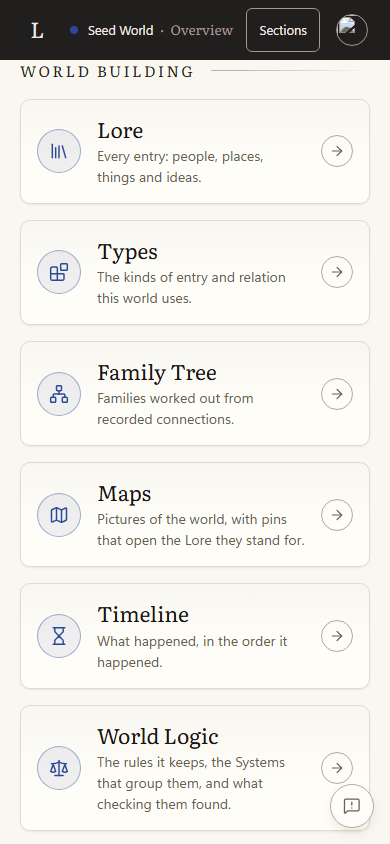 L Seed World · Overview Sections
WORLD BUILDING
Lore
Every entry: people, places,
things and ideas.
Types
The kinds of entry and relation
this world uses.
Family Tree
Families worked out from
recorded connections.
Maps
Pictures of the world, with pins
that open the Lore they stand for.
Timeline
What happened, in the order it
happened.
World Logic
The rules it keeps, the Systems
that group them, and what
checking them found.